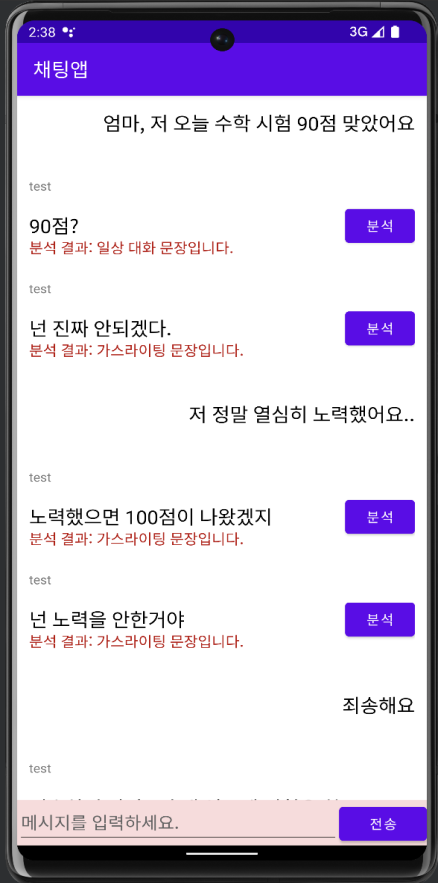 2:38
3G
채팅앱
엄마, 저 오늘 수학 시험 90점 맞았어요
test
90점?
분석
분석 결과: 일상 대화 문장입니다.
test
넌 진짜 안되겠다.
분석
분석 결과: 가스라이팅 문장입니다.
저 정말 열심히 노력했어요..
test
노력했으면 100점이 나왔겠지
분석
분석 결과: 가스라이팅 문장입니다.
test
넌 노력을 안한거야
분석
분석 결과: 가스라이팅 문장입니다.
죄송해요
test
메시지를 입력하세요.
전송